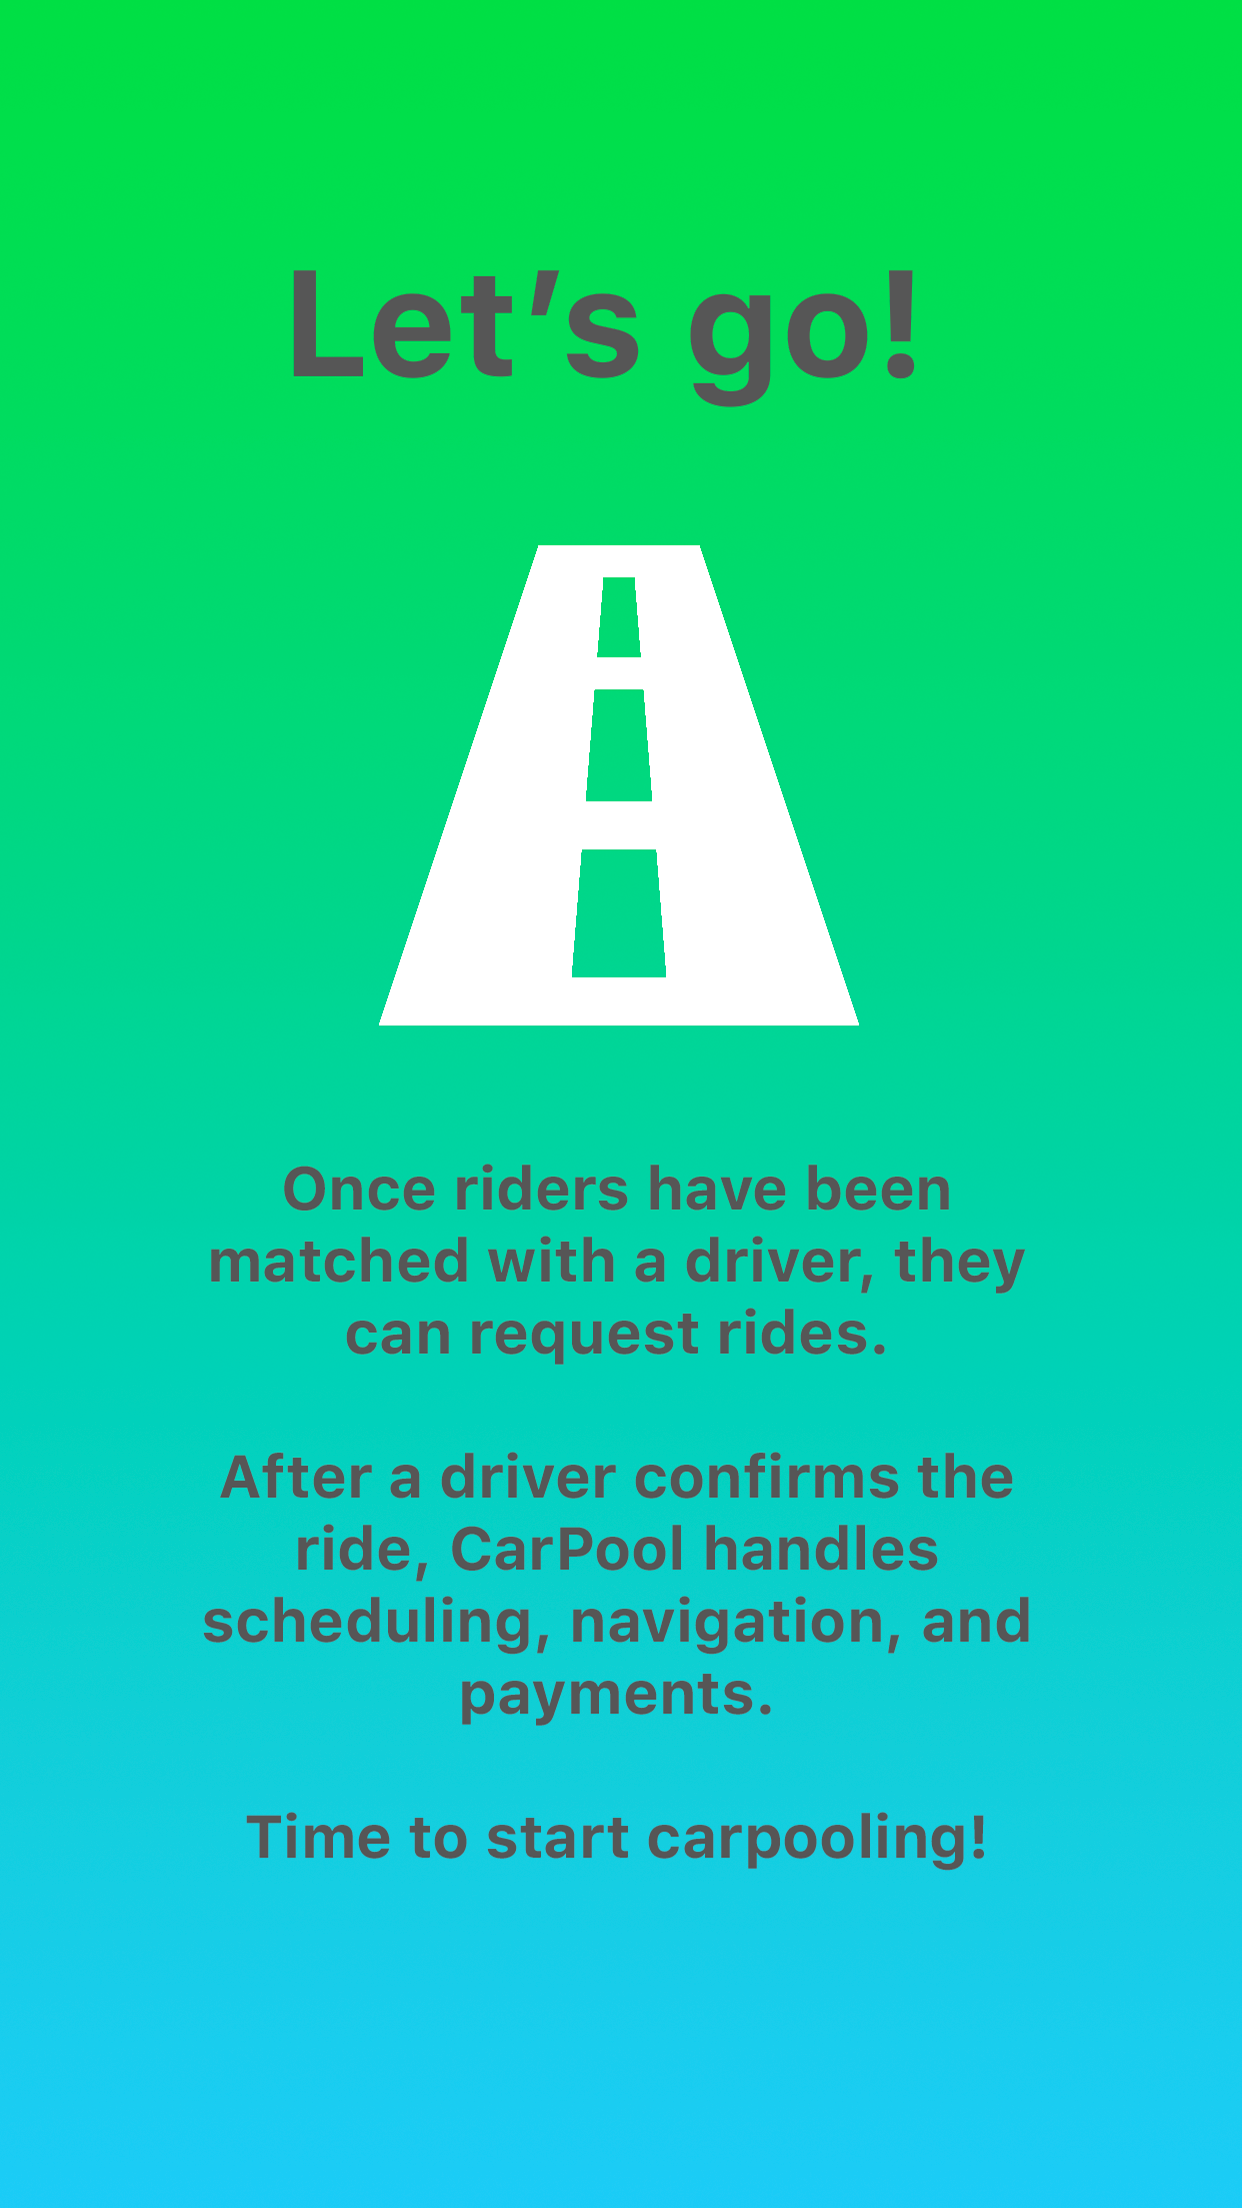 Let’s go!
Once riders have been
matched with a driver, they
can request rides.
After a driver confirms the
ride, CarPool handles
scheduling, navigation, and
payments.
Time to start carpooling!